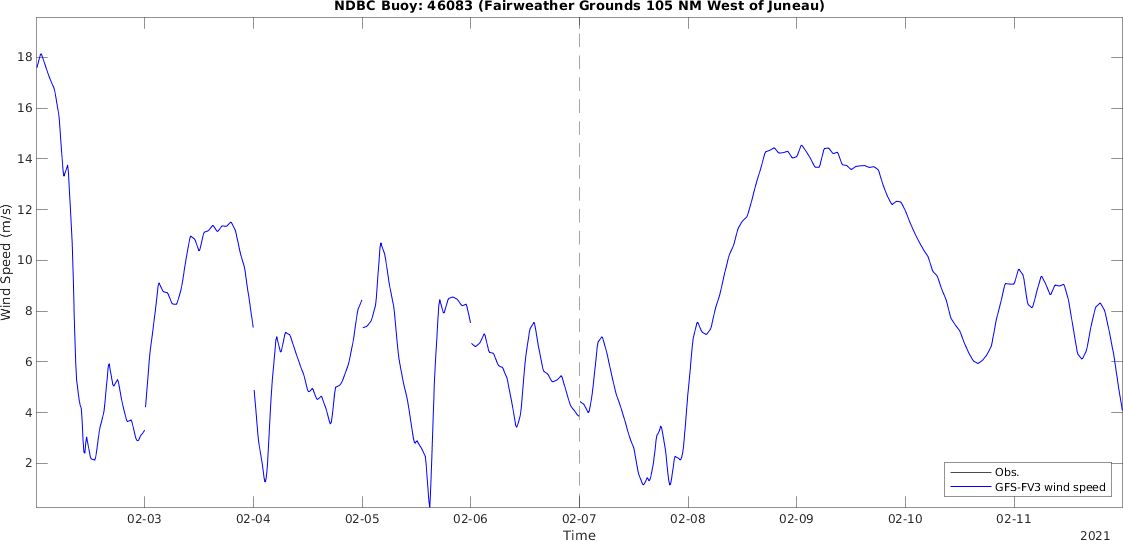 NDBC Buoy: 46083 (Fairweather Grounds 105 NM West of Juneau)
18
16
14
12
10
8
6
4
2
Wind Speed (m/s)
Obs.
GFS-FV3 wind speed
02-03 02-04 02-05 02-06 02-07 02-08 02-09 02-10 02-11
Time
2021